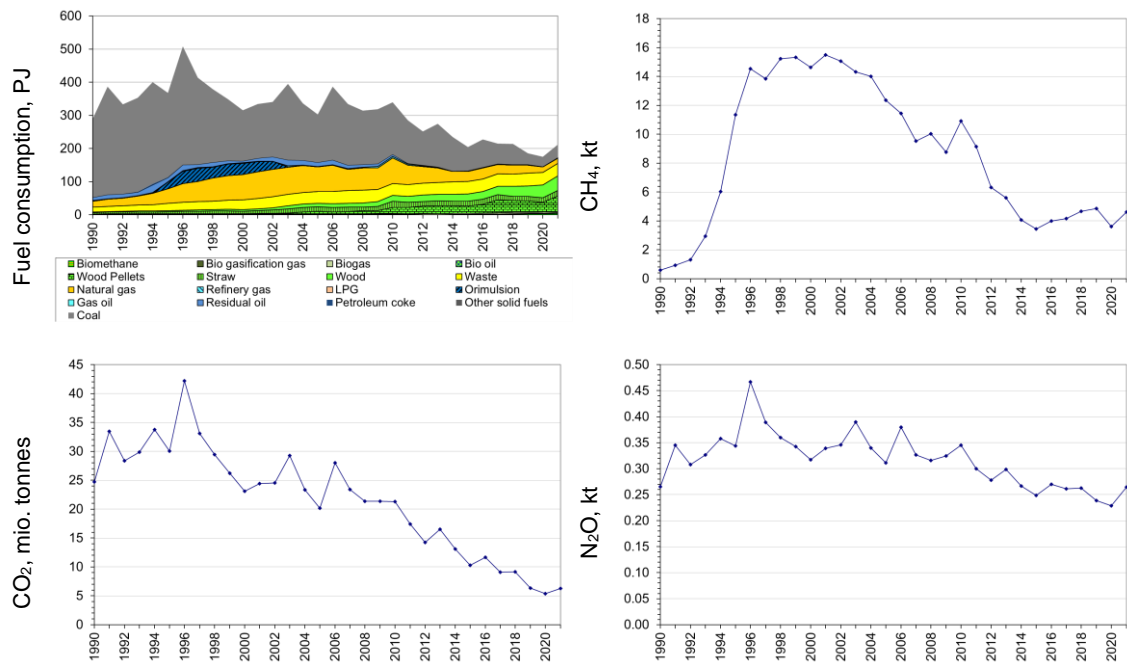 Fuel consumption, PJ
600
500
400
300
200
100
0
1990 1992 1994 1996 1998 2000 2002 2004 2006 2008 2010 2012 2014 2016 2018 2020
Biomethane Bio gasification gas Biogas Bio oil
Wood Pellets Straw Wood Waste
Natural gas Refinery gas LPG Orimulsion
Gas oil Residual oil Petroleum coke Other solid fuels
Coal
CH₄, kt
18
16
14
12
10
8
6
4
2
0
1990 1992 1994 1996 1998 2000 2002 2004 2006 2008 2010 2012 2014 2016 2018 2020
CO₂, mio. tonnes
45
40
35
30
25
20
15
10
5
0
1990 1992 1994 1996 1998 2000 2002 2004 2006 2008 2010 2012 2014 2016 2018 2020
N₂O, kt
0.50
0.45
0.40
0.35
0.30
0.25
0.20
0.15
0.10
0.05
0.00
1990 1992 1994 1996 1998 2000 2002 2004 2006 2008 2010 2012 2014 2016 2018 2020